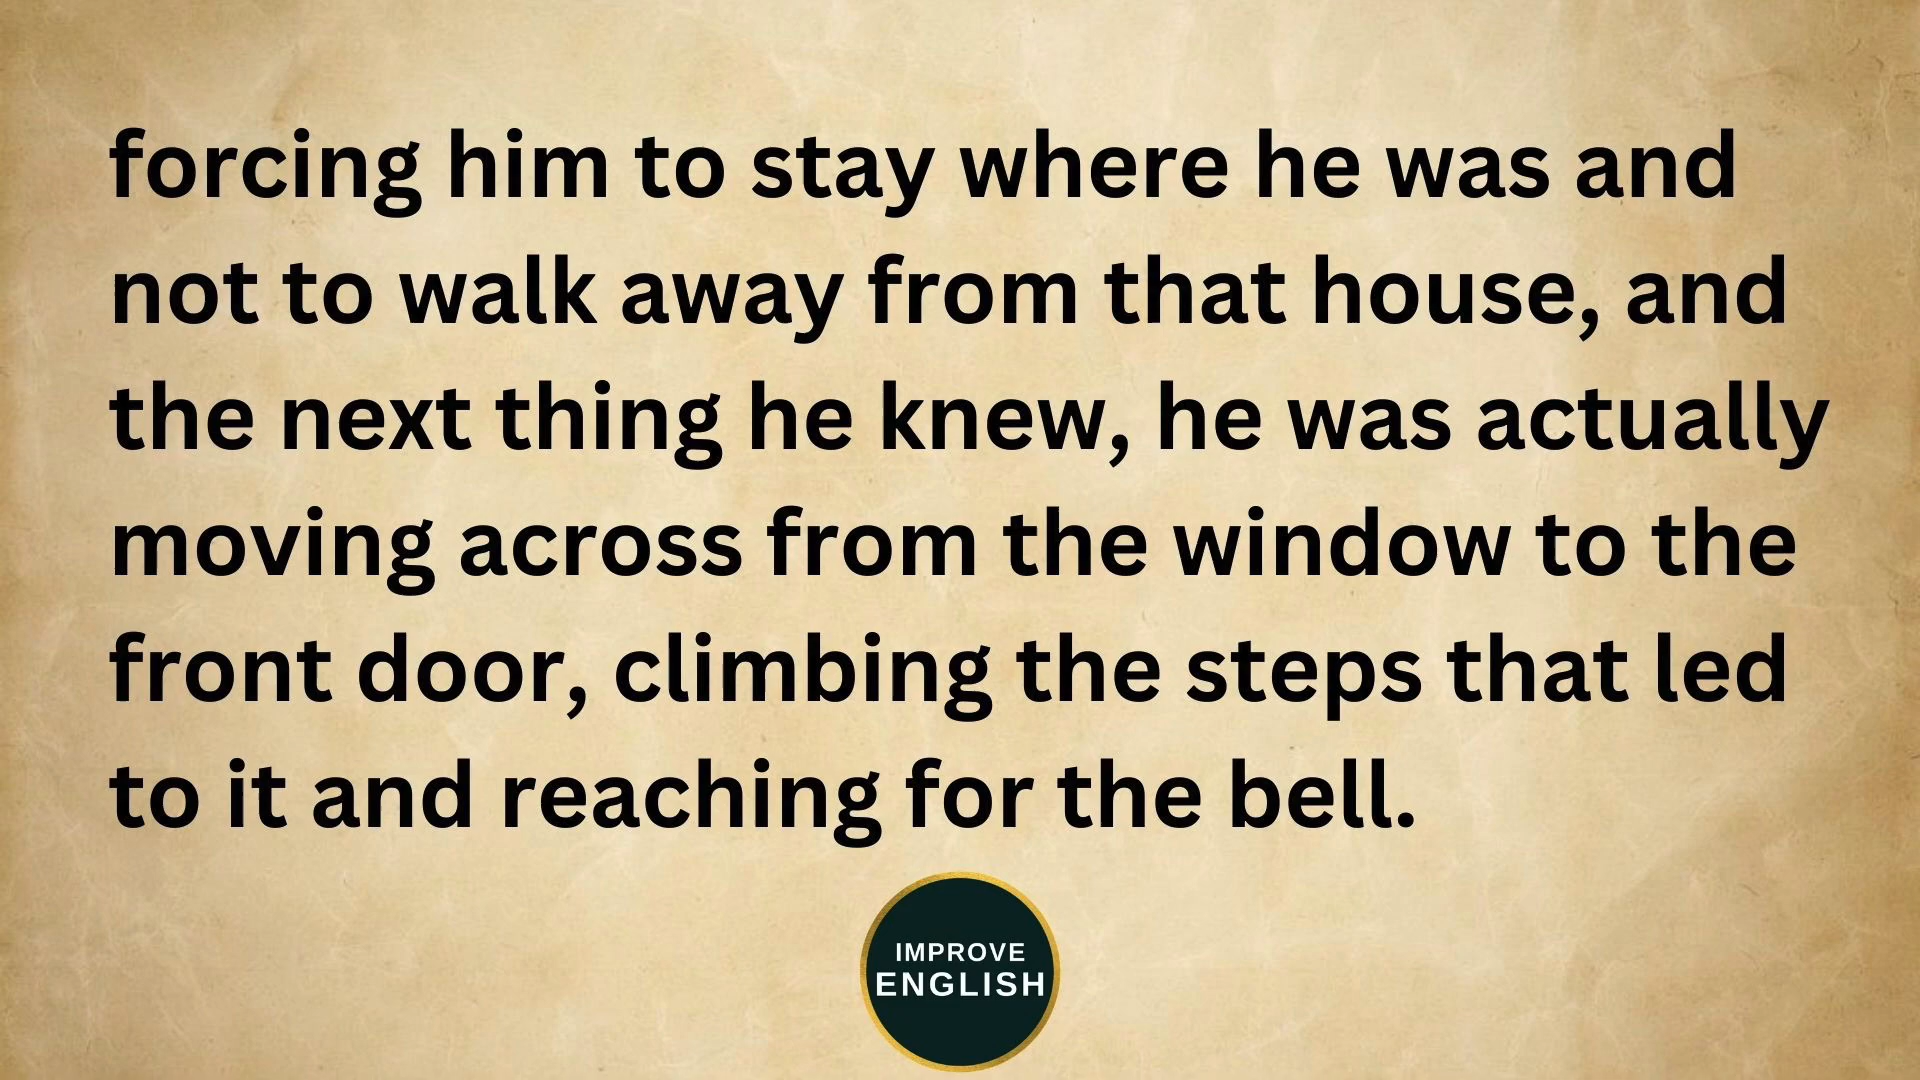 forcing him to stay where he was and
not to walk away from that house, and
the next thing he knew, he was actually
moving across from the window to the
front door, climbing the steps that led
to it and reaching for the bell.
IMPROVE
ENGLISH